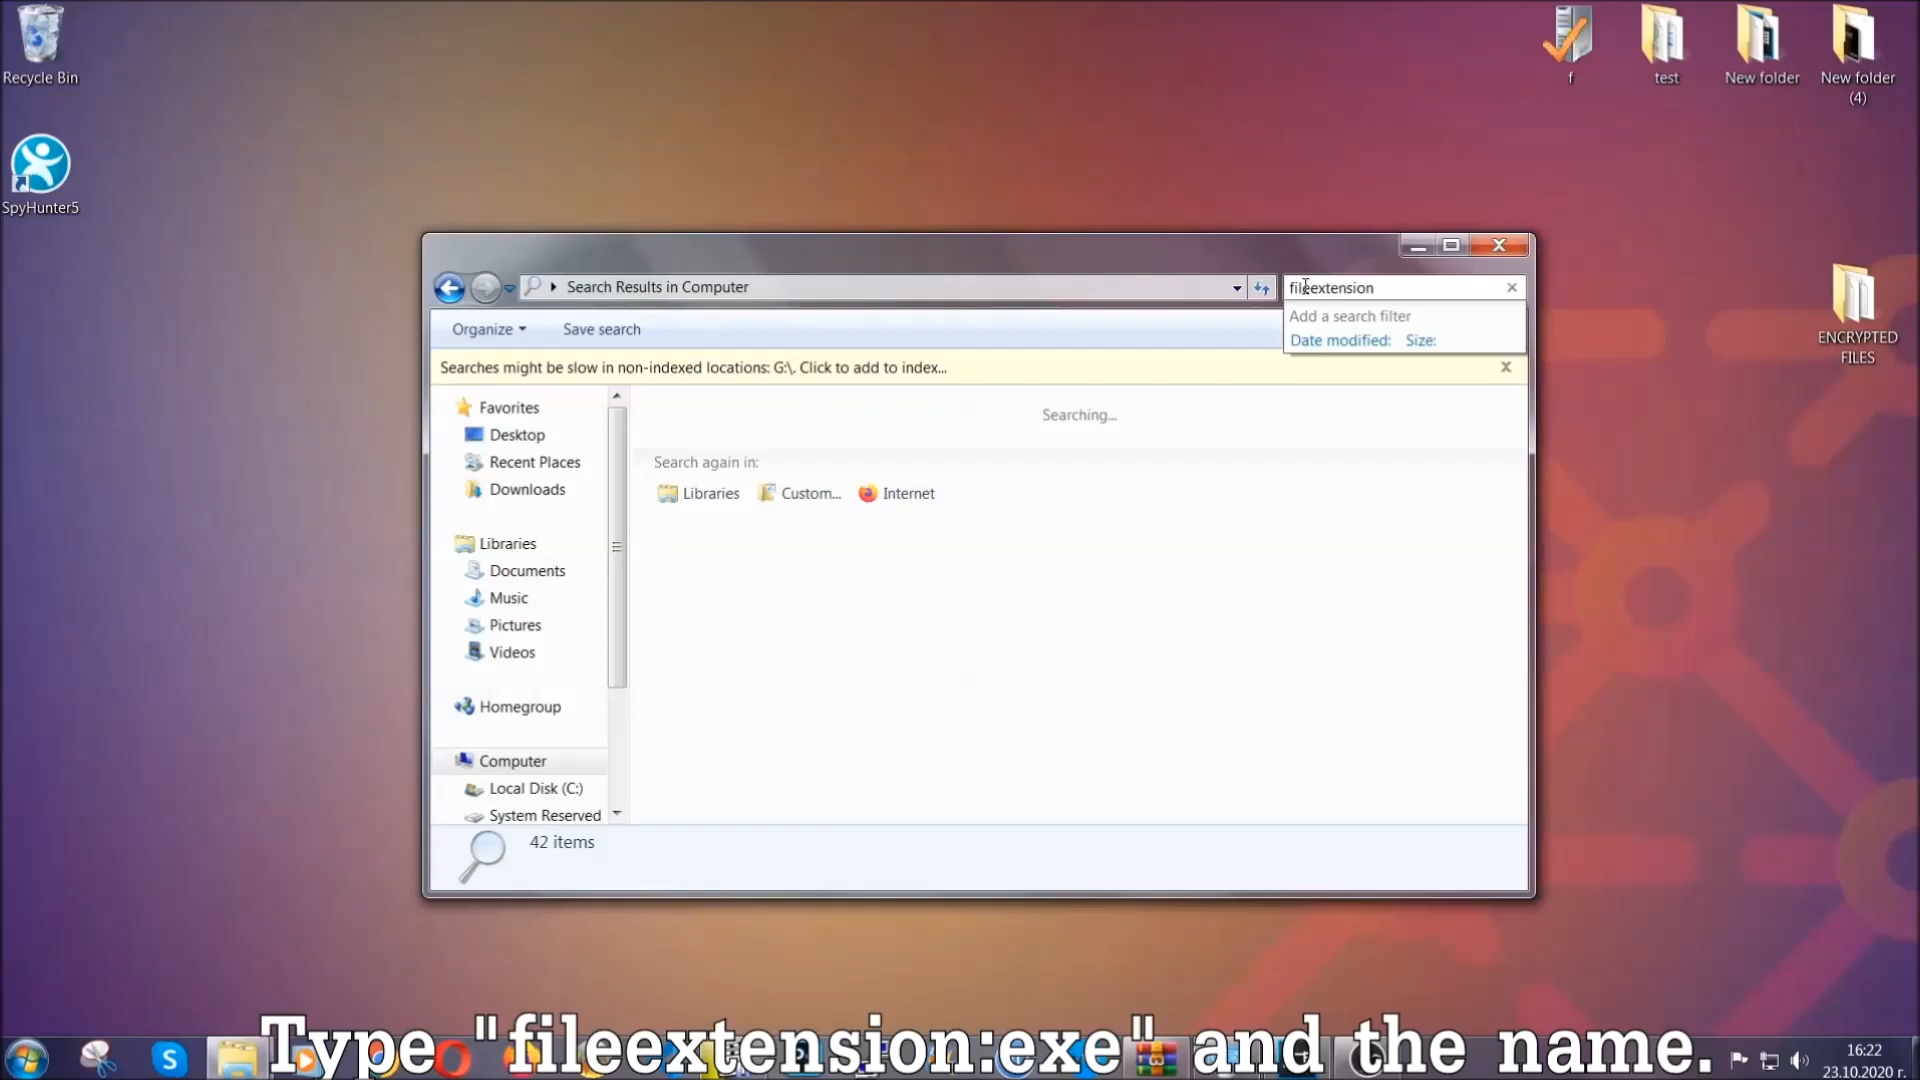 Recycle Bin
SpyHunter5
f
test
New folder
New folder
(4)
ENCRYPTED
FILES
Search Results in Computer
fileextension
Add a search filter
Date modified: Size:
Organize
Save search
Searches might be slow in non-indexed locations: G:\. Click to add to index...
Favorites
Desktop
Recent Places
Downloads
Libraries
Documents
Music
Pictures
Videos
Homegroup
Computer
Local Disk (C:)
System Reserved
Searching...
Search again in:
Libraries
Custom...
Internet
42 items
Type "fileextension:exe" and the name.
16:22
23.10.2020 г.